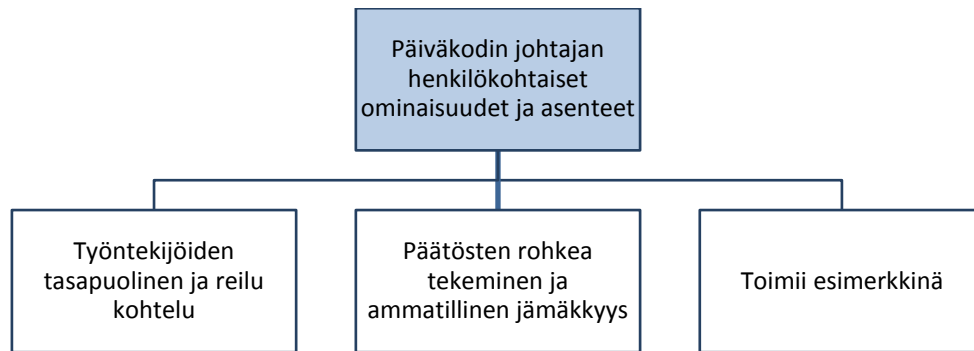 Päiväkodin johtajan
henkilökohtaiset
ominaisuudet ja asenteet
Työntekijöiden
tasapuolinen ja reilu
kohtelu
Päätösten rohkea
tekeminen ja
ammatillinen jämäkkyys
Toimii esimerkkinä